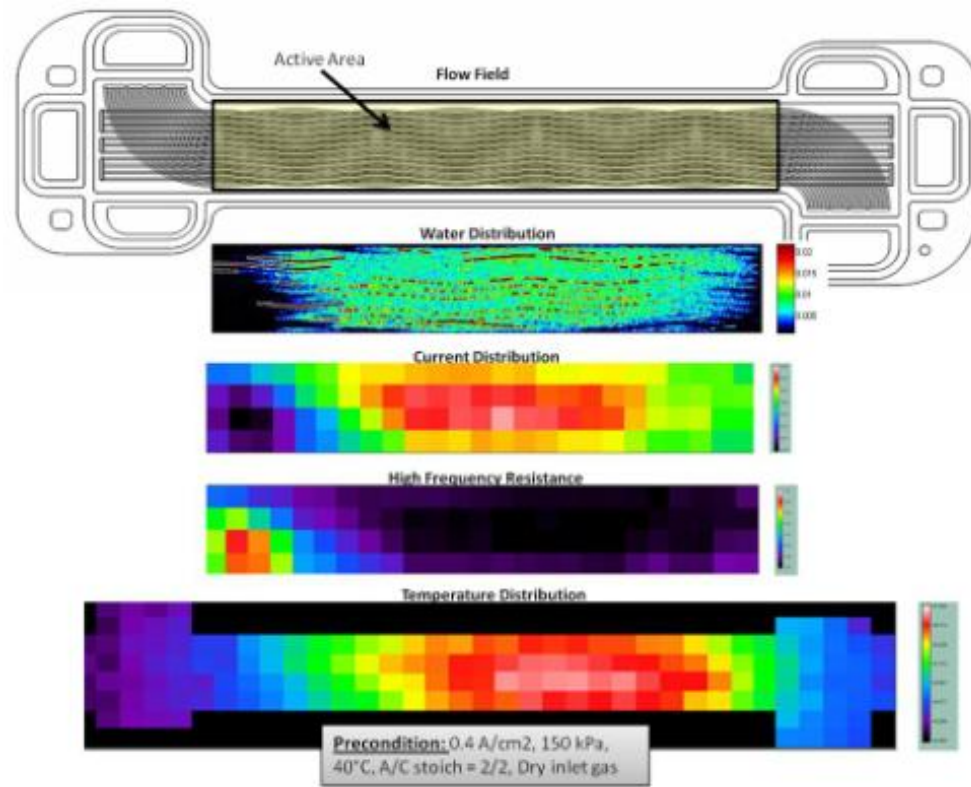 Active Area
Flow Field
Water Distribution
0.02
0.015
0.01
0.005
Current Distribution
High Frequency Resistance
Temperature Distribution
Precondition: 0.4 A/cm2, 150 kPa,
40°C, A/C stoich = 2/2, Dry inlet gas